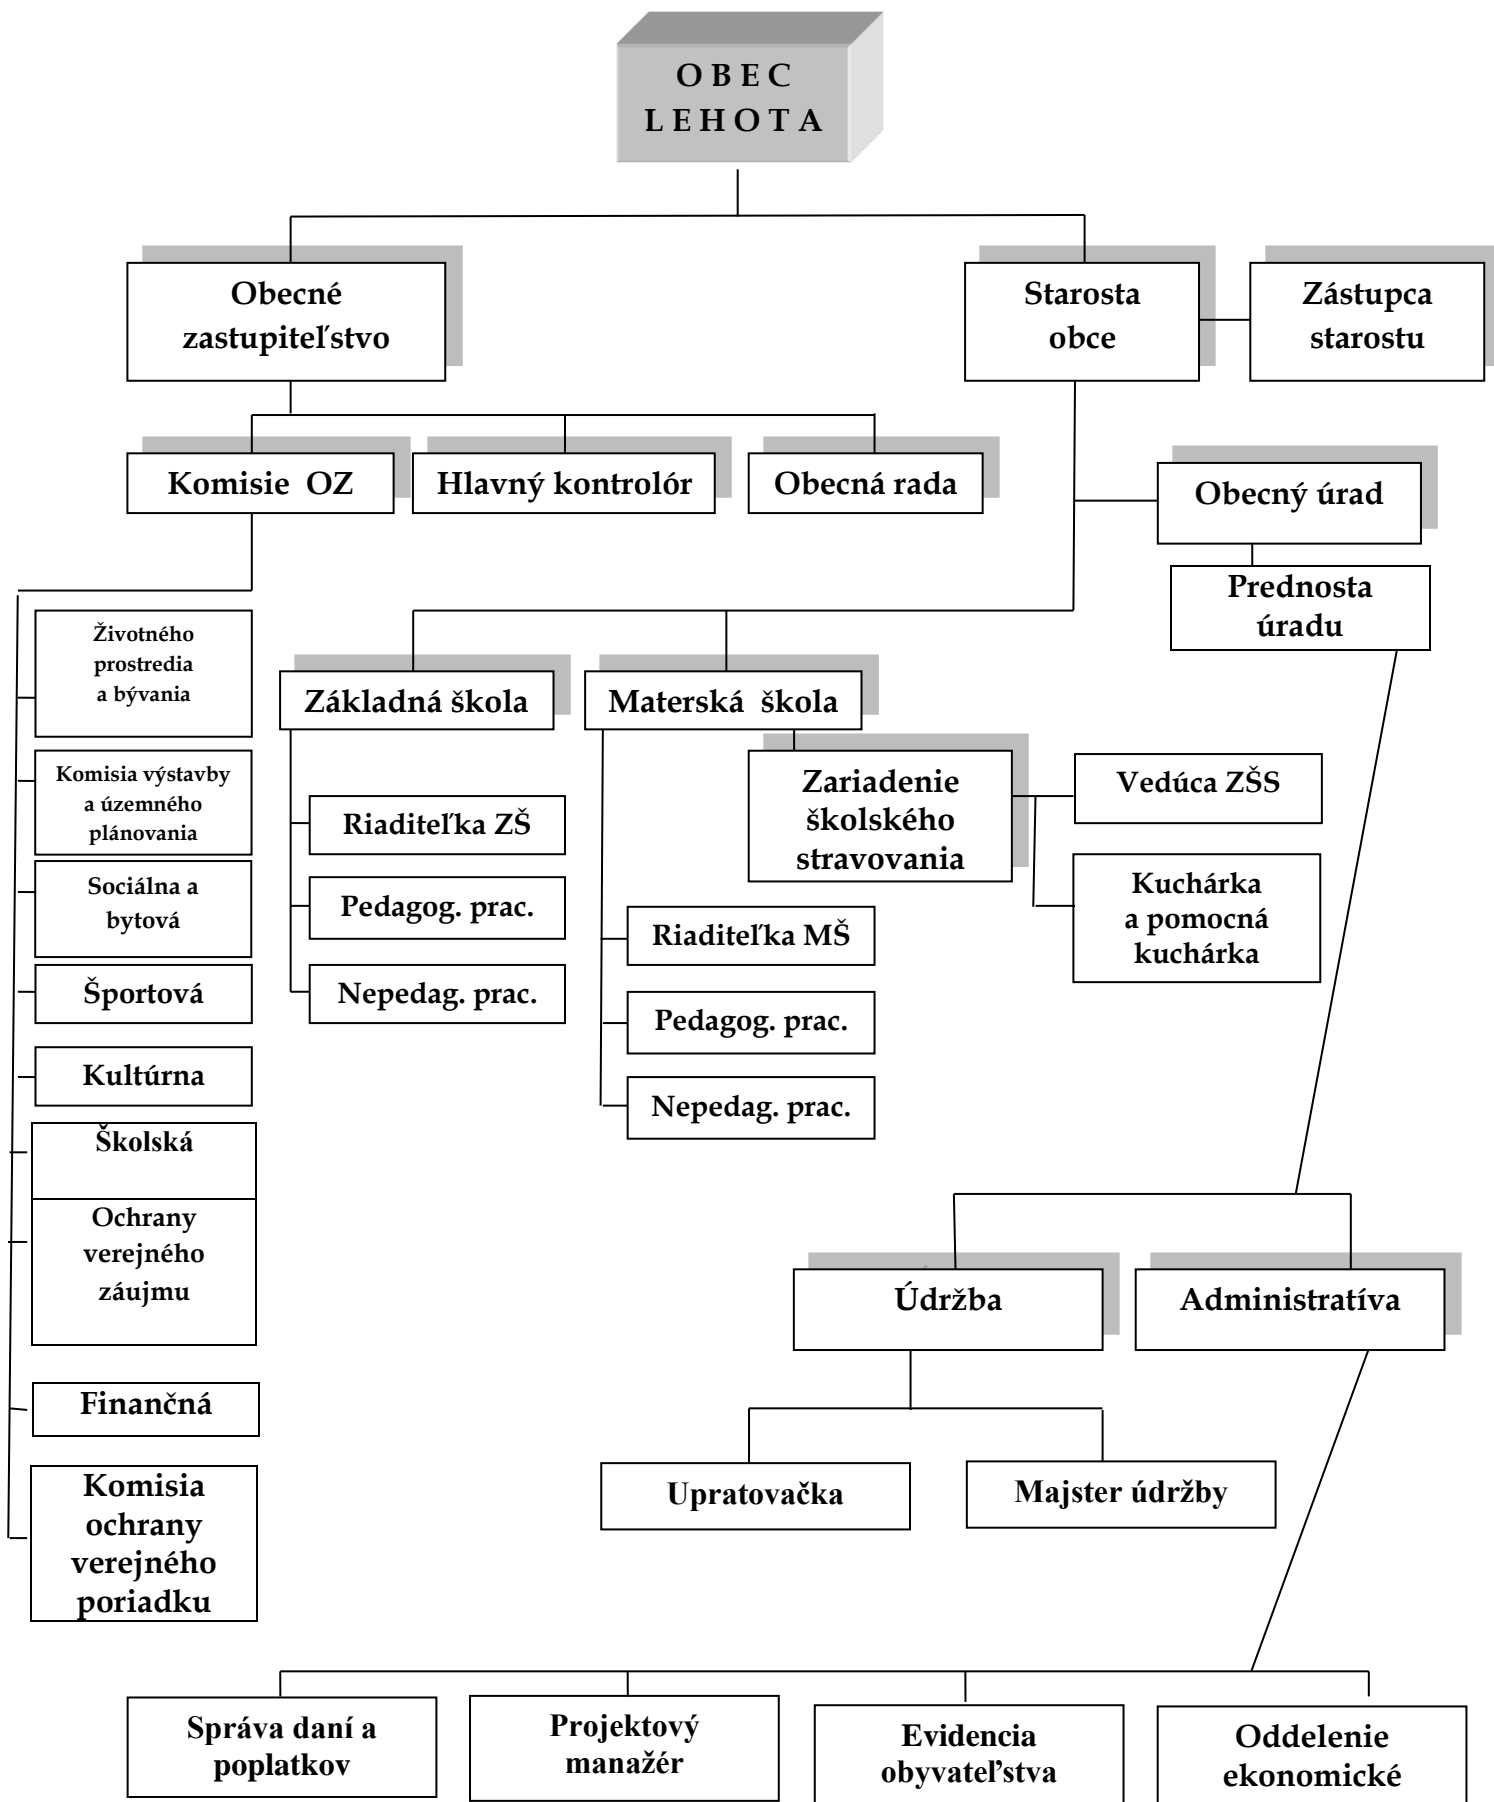 O B E C
L E H O T A
Obecné
zastupiteľstvo
Starosta
obce
Zástupca
starostu
Komisie OZ
Hlavný kontrolór
Obecná rada
Obecný úrad
Prednosta
úradu
Životného
prostredia
a bývania
Základná škola
Materská škola
Komisia výstavby
a územného
plánovania
Zariadenie
školského
stravovania
Vedúca ZŠS
Riaditeľka ZŠ
Sociálna a
bytová
Pedagog. prac.
Kuchárka
a pomocná
kuchárka
Riaditeľka MŠ
Športová
Nepedag. prac.
Pedagog. prac.
Kultúrna
Nepedag. prac.
Školská
Ochrany
verejného
záujmu
Údržba
Administratíva
Finančná
Komisia
ochrany
verejného
poriadku
Upratovačka
Majster údržby
Správa daní a
poplatkov
Projektový
manažér
Evidencia
obyvateľstva
Oddelenie
ekonomické